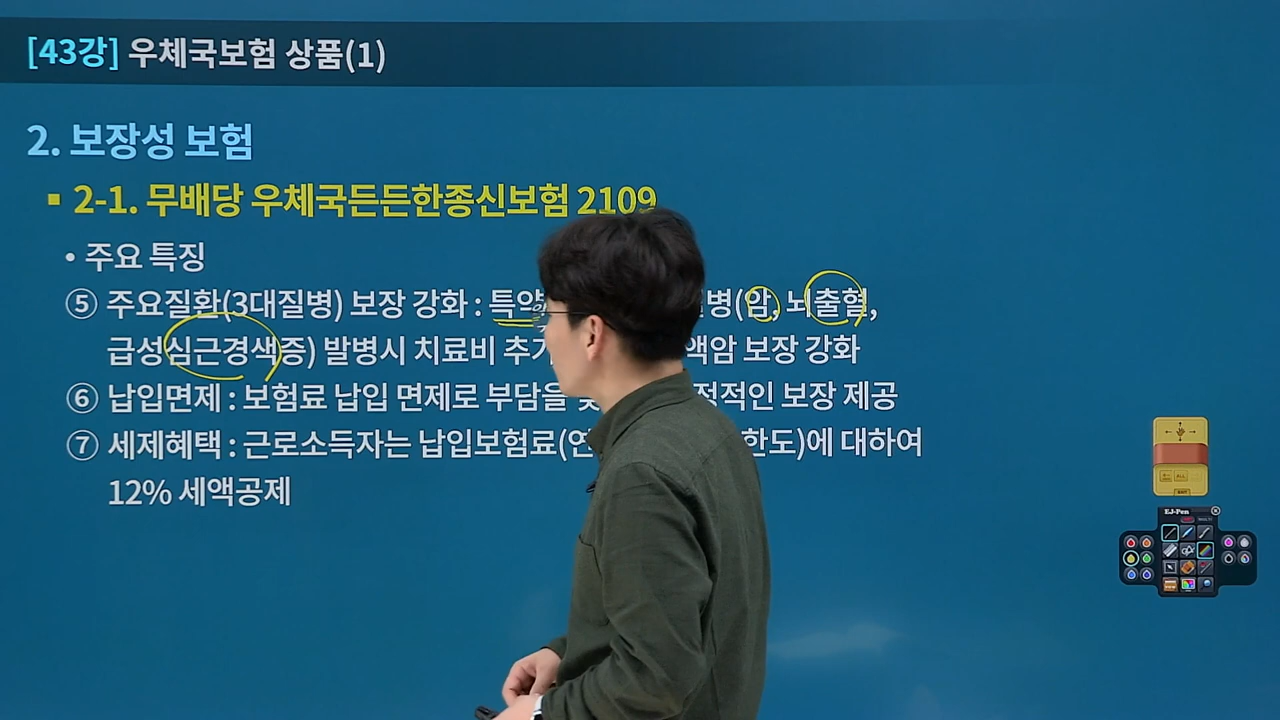 [43강] 우체국보험 상품(1)
2. 보장성 보험
▪ 2-1. 무배당 우체국든든한종신보험 2109
• 주요 특징
⑤ 주요질환(3대질병) 보장 강화 : 특약 병(암, 뇌출혈,
급성심근경색증) 발병시 치료비 추가 액암 보장 강화
⑥ 납입면제 : 보험료 납입 면제로 부담을 제공 보장
⑦ 세제혜택 : 근로소득자는 납입보험료(연 한도)에 대하여
12% 세액공제
EJ-Pen